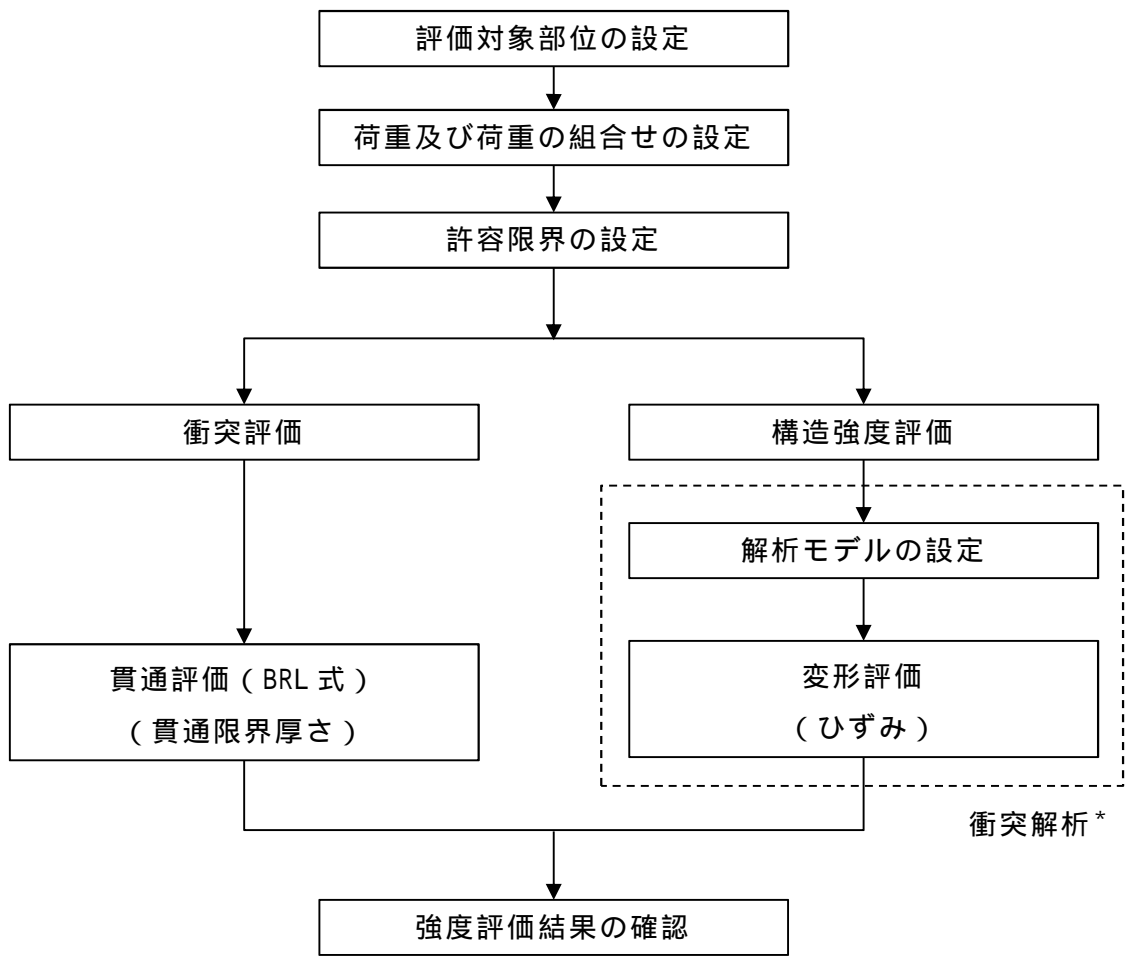 評価対象部位の設定
荷重及び荷重の組合せの設定
許容限界の設定
衝突評価
構造強度評価
解析モデルの設定
貫通評価（BRL 式）
（貫通限界厚さ）
変形評価
（ひずみ）
衝突解析*
強度評価結果の確認